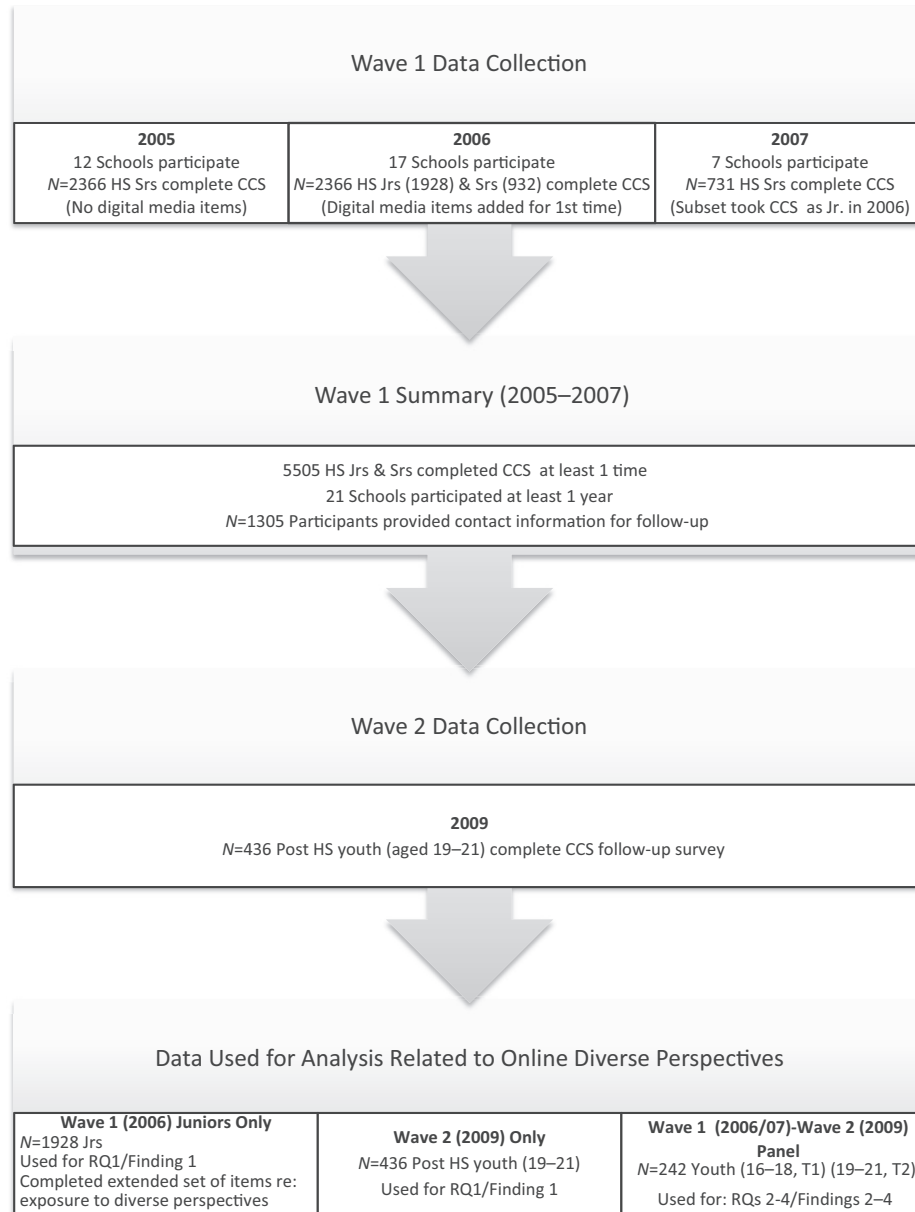 Wave 1 Data Collection
2005
12 Schools participate
N=2366 HS Srs complete CCS
(No digital media items)
2006
17 Schools participate
N=2366 HS Jrs (1928) & Srs (932) complete CCS
(Digital media items added for 1st time)
2007
7 Schools participate
N=731 HS Srs complete CCS
(Subset took CCS as Jr. in 2006)
Wave 1 Summary (2005–2007)
5505 HS Jrs & Srs completed CCS at least 1 time
21 Schools participated at least 1 year
N=1305 Participants provided contact information for follow-up
Wave 2 Data Collection
2009
N=436 Post HS youth (aged 19–21) complete CCS follow-up survey
Data Used for Analysis Related to Online Diverse Perspectives
Wave 1 (2006) Juniors Only
N=1928 Jrs
Used for RQ1/Finding 1
Completed extended set of items re:
exposure to diverse perspectives
Wave 2 (2009) Only
N=436 Post HS youth (19–21)
Used for RQ1/Finding 1
Wave 1 (2006/07)-Wave 2 (2009)
Panel
N=242 Youth (16–18, T1) (19–21, T2)
Used for: RQs 2-4/Findings 2–4